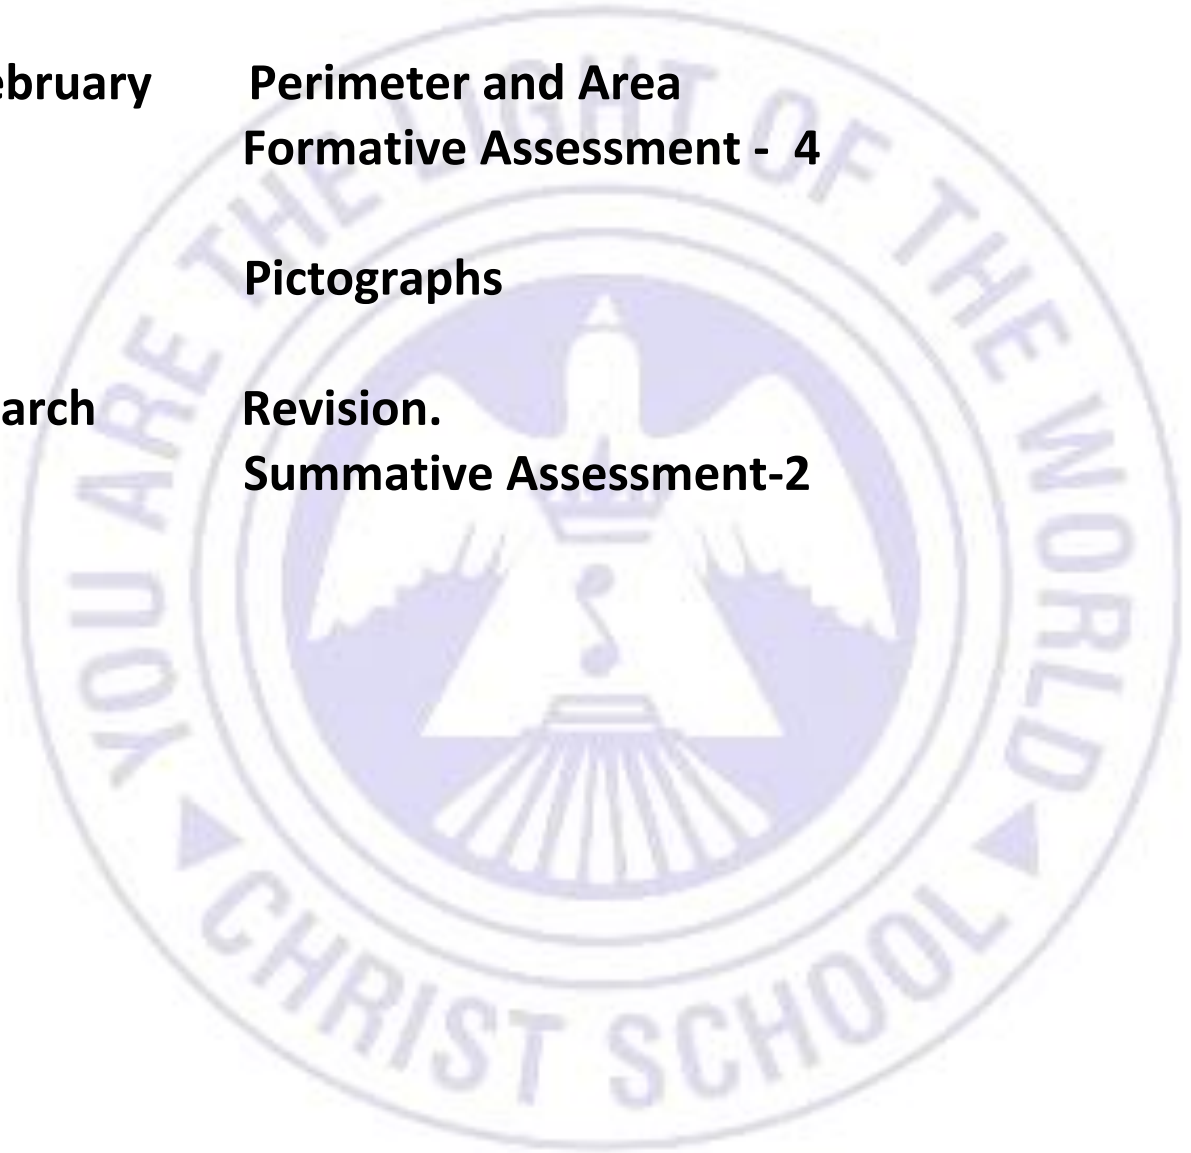 ebruary Perimeter and Area
Formative Assessment - 4
Pictographs
arch Revision.
Summative Assessment-2
YOU ARE THE LIGHT OF THE WORLD
CHRIST SCHOOL